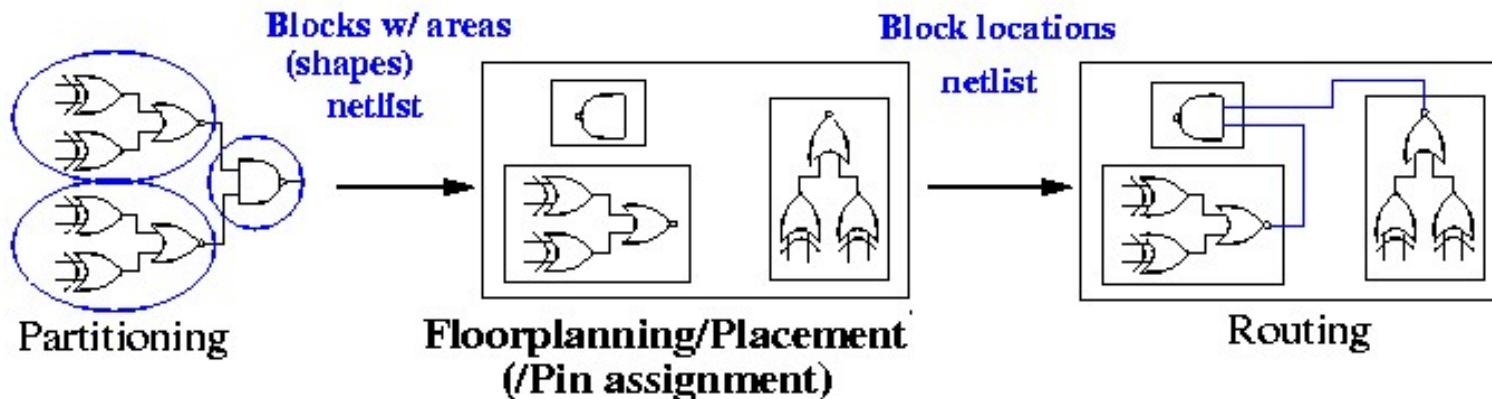 Blocks w/ areas
(shapes)
netlist
Block locations
netlist
Partitioning
Floorplanning/Placement
(/Pin assignment)
Routing